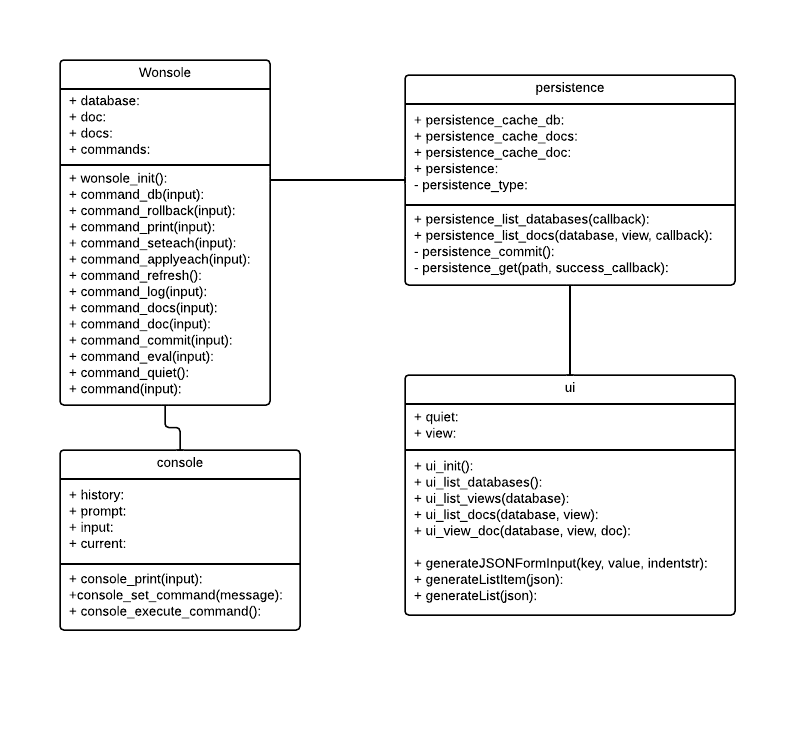 Wonsole
+ database:
+ doc:
+ docs:
+ commands:
+ wonsole_init():
+ command_db(input):
+ command_rollback(input):
+ command_print(input):
+ command_seteach(input):
+ command_applyeach(input):
+ command_refresh():
+ command_log(input):
+ command_docs(input):
+ command_doc(input):
+ command_commit(input):
+ command_eval(input):
+ command_quiet():
+ command(input):
persistence
+ persistence_cache_db:
+ persistence_cache_docs:
+ persistence_cache_doc:
+ persistence:
- persistence_type:
+ persistence_list_databases(callback):
+ persistence_list_docs(database, view, callback):
- persistence_commit():
- persistence_get(path, success_callback):
console
+ history:
+ prompt:
+ input:
+ current:
+ console_print(input):
+console_set_command(message):
+ console_execute_command():
ui
+ quiet:
+ view:
+ ui_init():
+ ui_list_databases():
+ ui_list_views(database):
+ ui_list_docs(database, view):
+ ui_view_doc(database, view, doc):
+ generateJSONFormInput(key, value, indentstr):
+ generateListItem(json):
+ generateList(json):